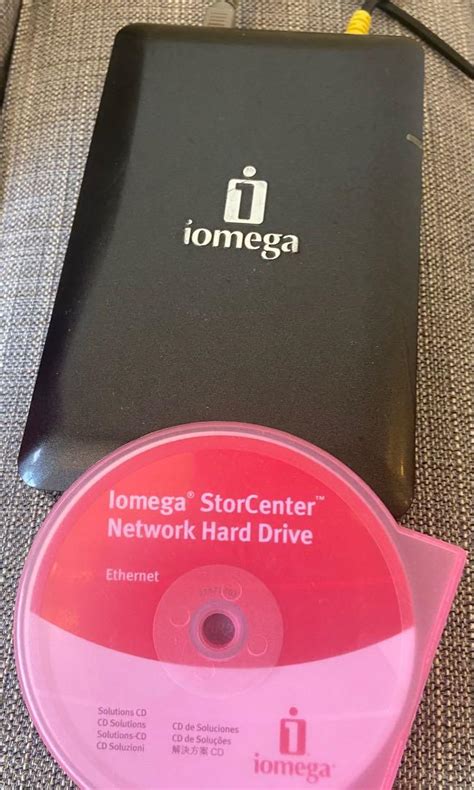 iomega
Iomega® StorCenter™
Network Hard Drive
Ethernet
Solutions CD
CD Solutions
Solutions-CD
CD Soluzioni
CD de Soluciones
CD de Soluções
解決方案 CD
iomega